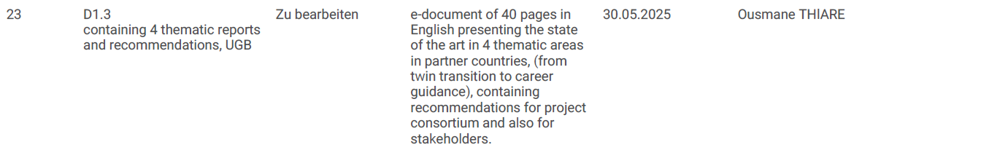 23
D1.3
containing 4 thematic reports
and recommendations, UGB
Zu bearbeiten
e-document of 40 pages in
English presenting the state
of the art in 4 thematic areas
in partner countries, (from
twin transition to career
guidance), containing
recommendations for project
consortium and also for
stakeholders.
30.05.2025
Ousmane THlARE